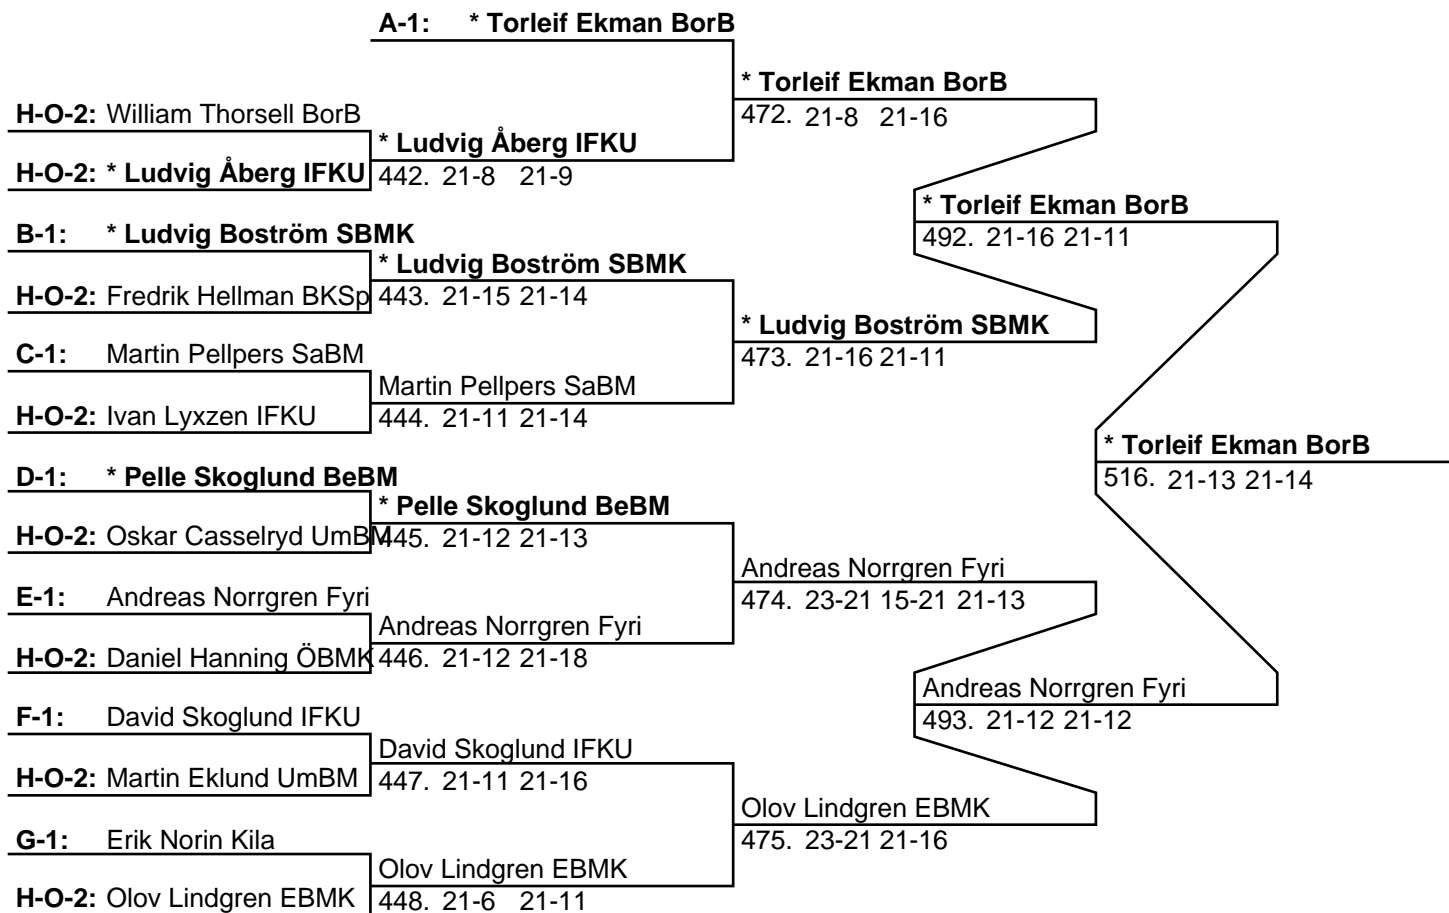 A-1: * Torleif Ekman BorB
* Torleif Ekman BorB
472. 21-8 21-16
H-O-2: William Thorsell BorB
* Ludvig Åberg IFKU
H-O-2: * Ludvig Åberg IFKU
442. 21-8 21-9
* Torleif Ekman BorB
492. 21-16 21-11
B-1: * Ludvig Boström SBMK
* Ludvig Boström SBMK
H-O-2: Fredrik Hellman BKSp
443. 21-15 21-14
* Ludvig Boström SBMK
473. 21-16 21-11
C-1: Martin Pellpers SaBM
Martin Pellpers SaBM
H-O-2: Ivan Lyxzen IFKU
444. 21-11 21-14
* Torleif Ekman BorB
516. 21-13 21-14
D-1: * Pelle Skoglund BeBM
* Pelle Skoglund BeBM
H-O-2: Oskar Casselryd UmBM
445. 21-12 21-13
Andreas Norrgren Fyri
474. 23-21 15-21 21-13
E-1: Andreas Norrgren Fyri
Andreas Norrgren Fyri
H-O-2: Daniel Hanning ÖBMK
446. 21-12 21-18
Andreas Norrgren Fyri
493. 21-12 21-12
F-1: David Skoglund IFKU
David Skoglund IFKU
H-O-2: Martin Eklund UmBM
447. 21-11 21-16
Olov Lindgren EBMK
475. 23-21 21-16
G-1: Erik Norin Kila
Olov Lindgren EBMK
H-O-2: Olov Lindgren EBMK
448. 21-6 21-11